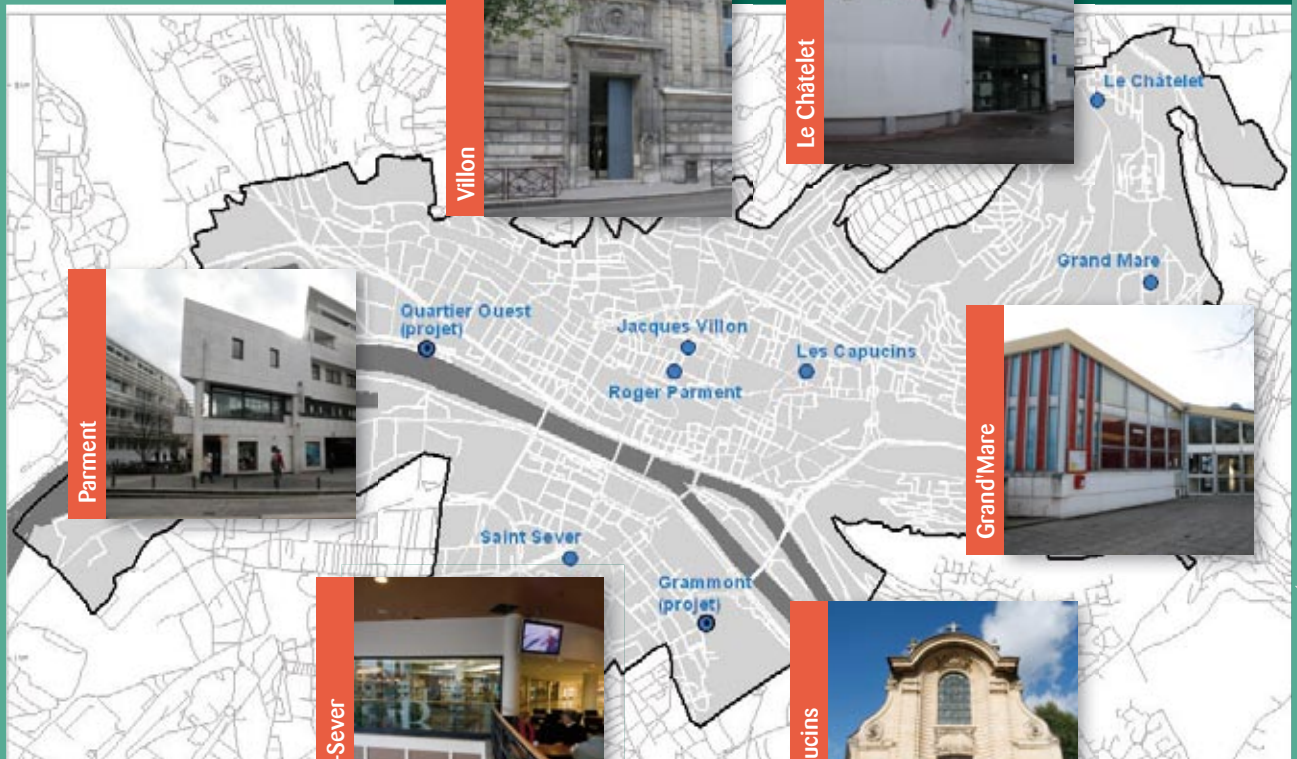 Villon
Le Châtelet
Le Châtelet
Grand Mare
Parment
Quartier Ouest
(projet)
Jacques Villon
Les Capucins
Roger Parment
Grand'Mare
Saint Sever
Grammont
(projet)
-Sever
ucins